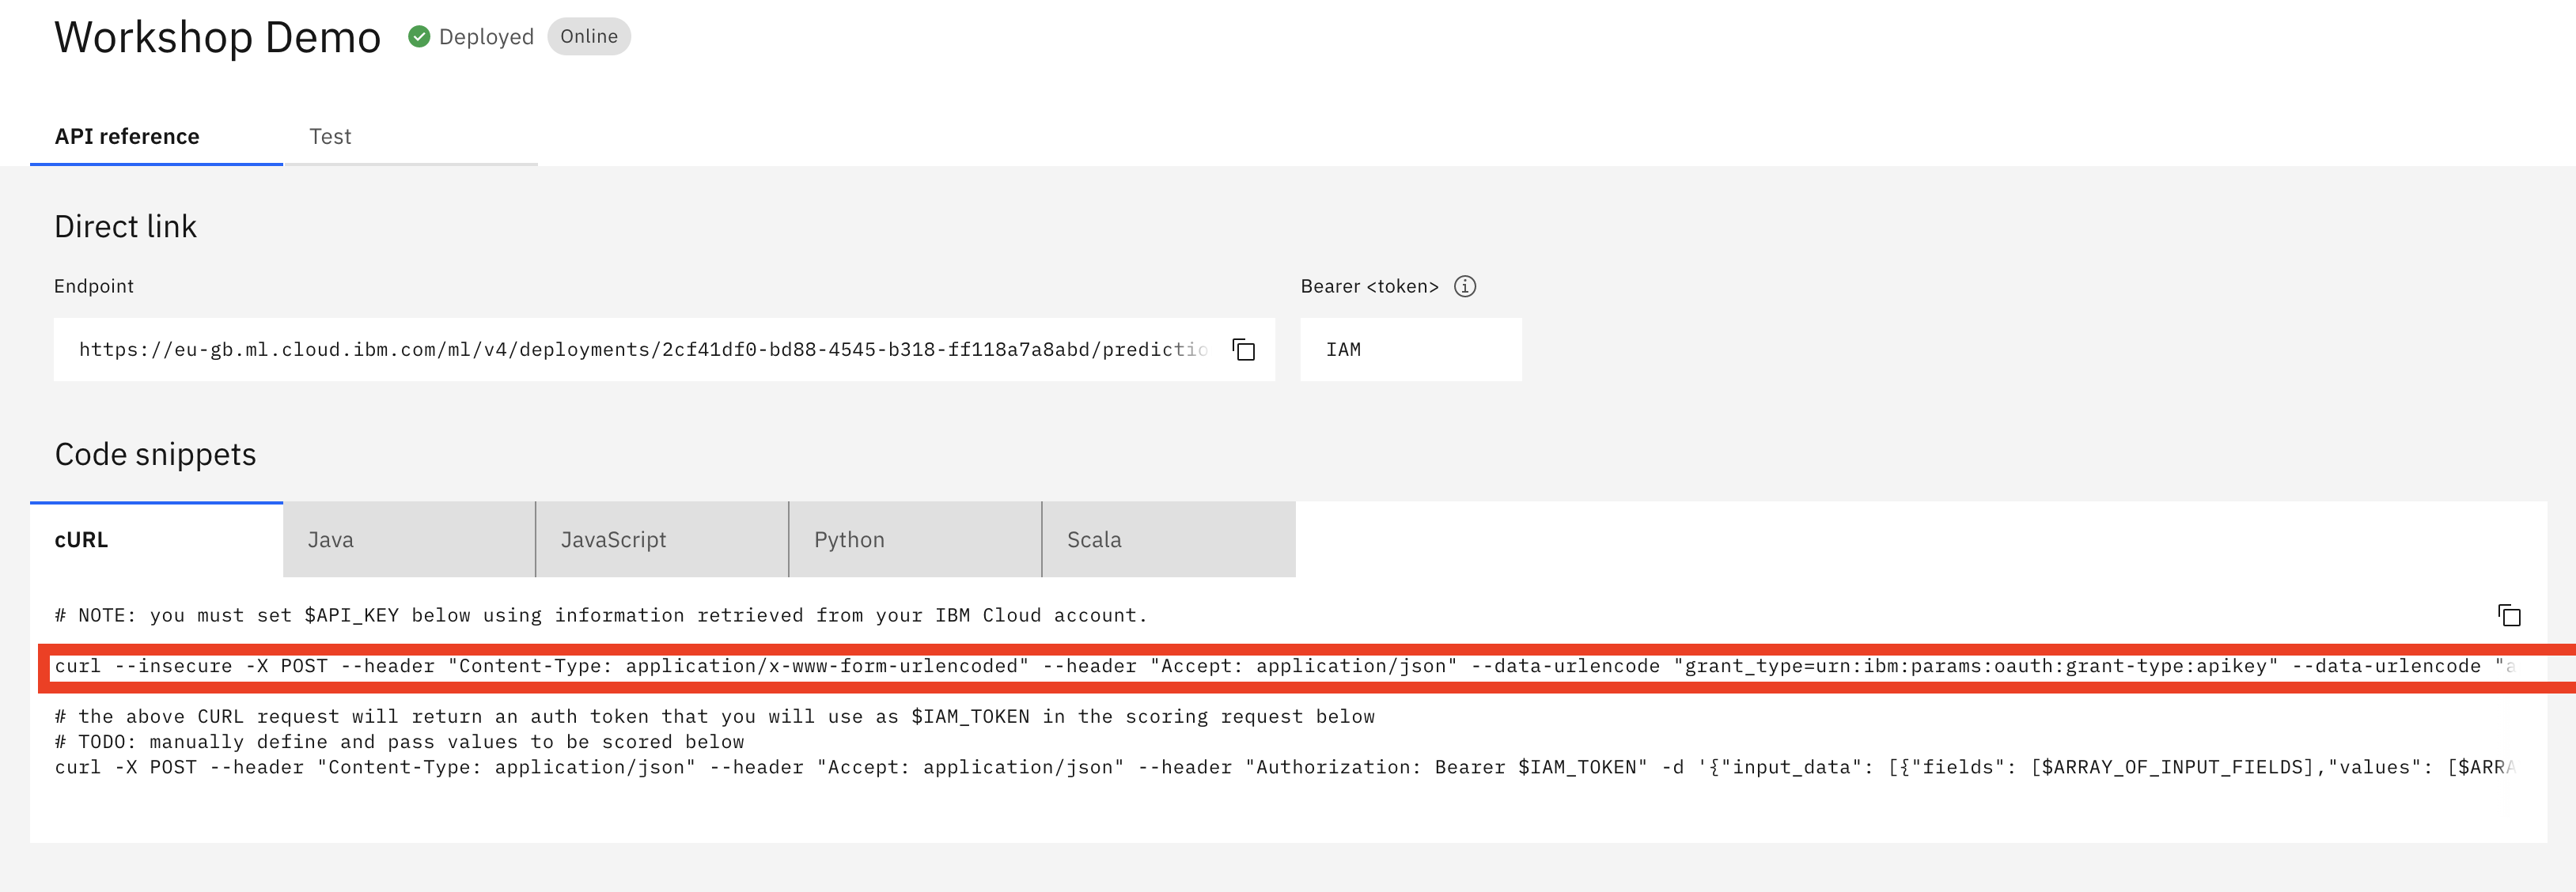 Workshop Demo Deployed Online
API reference Test
Direct link
Endpoint Bearer <token>
https://eu-gb.ml.cloud.ibm.com/ml/v4/deployments/2cf41df0-bd88-4545-b318-ff118a7a8abd/predictio IAM
Code snippets
cURL Java JavaScript Python Scala
# NOTE: you must set $API_KEY below using information retrieved from your IBM Cloud account.
curl --insecure -X POST --header "Content-Type: application/x-www-form-urlencoded" --header "Accept: application/json" --data-urlencode "grant_type=urn:ibm:params:oauth:grant-type:apikey" --data-urlencode "a
# the above CURL request will return an auth token that you will use as $IAM_TOKEN in the scoring request below
# TODO: manually define and pass values to be scored below
curl -X POST --header "Content-Type: application/json" --header "Accept: application/json" --header "Authorization: Bearer $IAM_TOKEN" -d '{"input_data": [{"fields": [$ARRAY_OF_INPUT_FIELDS],"values": [$ARRA